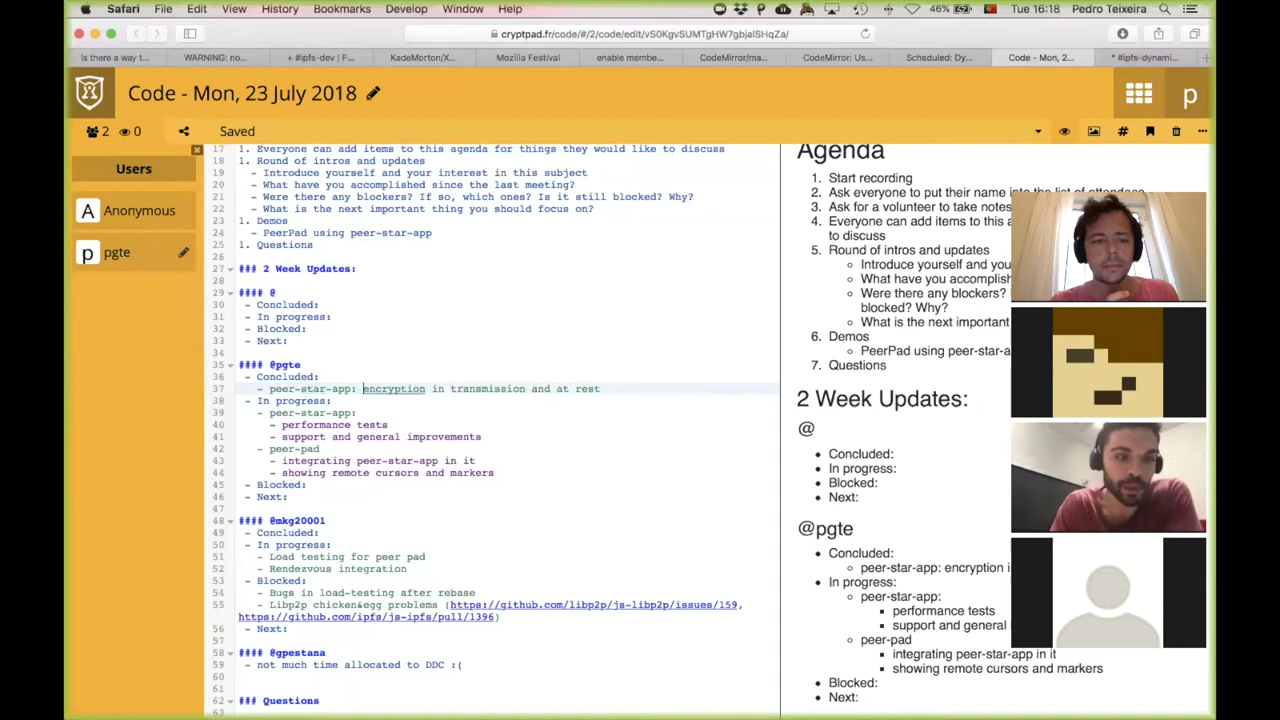 Safari File Edit View History Bookmarks Develop Window Help 46% Tue 16:18 Pedro Teixeira
cryptpad.fr/code/#/2/code/edit/vS0KgvSUMTgHW7gbjalSHqZa/
Is there a way t... WARNING: no... + #ipfs-dev | F... KadeMorton/X... Mozilla Festival enable membe... CodeMirror/ma... CodeMirror: Us... Scheduled: Dy... Code - Mon, 2... * #ipfs-dynami...
Code - Mon, 23 July 2018
p
2 0 Saved
Users
A Anonymous
p pgte
17 1. Everyone can add items to this agenda for things they would like to discuss
18 1. Round of intros and updates
19 - Introduce yourself and your interest in this subject
20 - What have you accomplished since the last meeting?
21 - Were there any blockers? If so, which ones? Is it still blocked? Why?
22 - What is the next important thing you should focus on?
23 1. Demos
24 - PeerPad using peer-star-app
25 1. Questions
26
27 ### 2 Week Updates:
28
29 #### @
30 - Concluded:
31 - In progress:
32 - Blocked:
33 - Next:
34
35 #### @pgte
36 - Concluded:
37 - peer-star-app: encryption in transmission and at rest
38 - In progress:
39 - peer-star-app:
40 - performance tests
41 - support and general improvements
42 - peer-pad
43 - integrating peer-star-app in it
44 - showing remote cursors and markers
45 - Blocked:
46 - Next:
47
48 #### @mkg20001
49 - Concluded:
50 - In progress:
51 - Load testing for peer pad
52 - Rendezvous integration
53 - Blocked:
54 - Bugs in load-testing after rebase
55 - Libp2p chicken&egg problems (https://github.com/libp2p/js-libp2p/issues/159,
https://github.com/ipfs/js-ipfs/pull/1396)
56 - Next:
57
58 #### @gpestana
59 - not much time allocated to DDC :(
60
61
62 ### Questions
63
Agenda
1. Start recording
2. Ask everyone to put their name into the list of attendees
3. Ask for a volunteer to take notes
4. Everyone can add items to this a
to discuss
5. Round of intros and updates
Introduce yourself and you
What have you accomplish
Were there any blockers?
blocked? Why?
What is the next important
6. Demos
PeerPad using peer-star-a
7. Questions
2 Week Updates:
@
Concluded:
In progress:
Blocked:
Next:
@pgte
Concluded:
peer-star-app: encryption i
In progress:
peer-star-app:
performance tests
support and general
peer-pad
integrating peer-star-app in it
showing remote cursors and markers
Blocked:
Next: